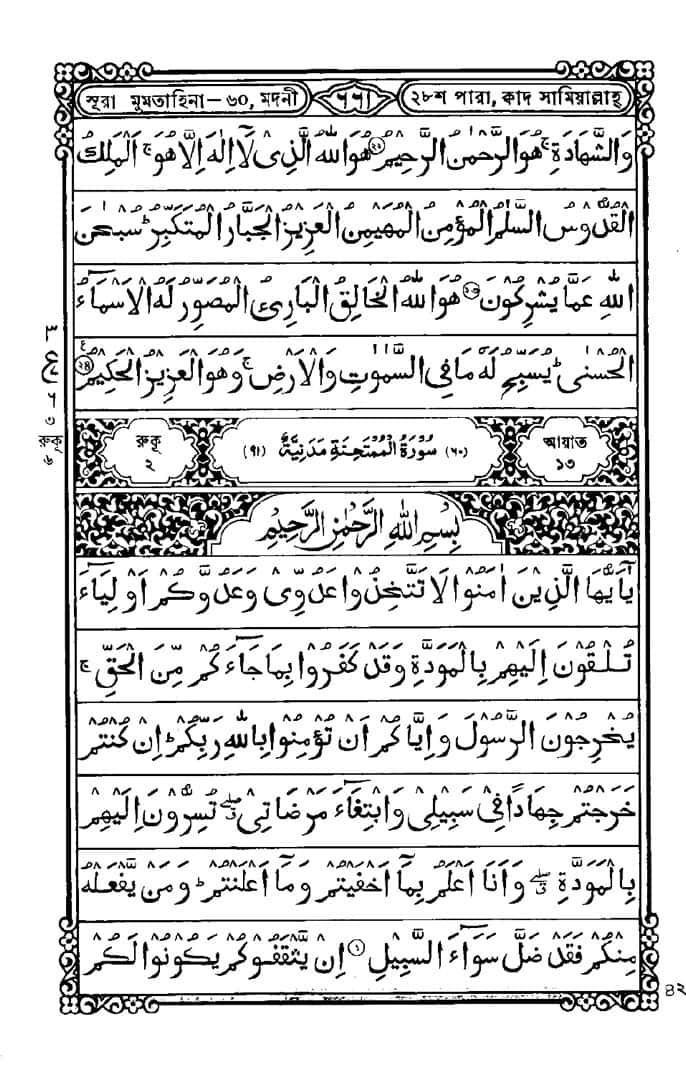 সূরা মুমতাহিনা – ৬০, মদনী
٦٦١
২৮শ পারা, ক্বাদ সামিয়াল্লাহ্
وَالشَّهَادَةِ ۚ هُوَ الرَّحْمٰنُ الرَّحِيْمُ ﴿٢٢﴾ هُوَ اللّٰهُ الَّذِىْ لَآ اِلٰهَ اِلَّا هُوَ ۚ اَلْمَلِكُ
الْقُدُّوْسُ السَّلٰمُ الْمُؤْمِنُ الْمُهَيْمِنُ الْعَزِيْزُ الْجَبَّارُ الْمُتَكَبِّرُ ؕ سُبْحٰنَ
اللّٰهِ عَمَّا يُشْرِكُوْنَ ﴿٢٣﴾ هُوَ اللّٰهُ الْخَالِقُ الْبَارِئُ الْمُصَوِّرُ لَهُ الْاَسْمَآءُ
الْحُسْنٰى ؕ يُسَبِّحُ لَهٗ مَا فِى السَّمٰوٰتِ وَالْاَرْضِ ۚ وَهُوَ الْعَزِيْزُ الْحَكِيْمُ ﴿٢٤﴾
٣
ع
٦
৩
রুকূ
৬
রুকূ
২
(٦٠) سُوْرَةُ الْمُمْتَحِنَةِ مَدَنِيَّةٌ (٩١)
আয়াত
১৩
بِسْمِ اللّٰهِ الرَّحْمٰنِ الرَّحِيْمِ
يٰٓاَيُّهَا الَّذِيْنَ اٰمَنُوْا لَا تَتَّخِذُوْا عَدُوِّىْ وَعَدُوَّكُمْ اَوْلِيَآءَ
تُلْقُوْنَ اِلَيْهِمْ بِالْمَوَدَّةِ وَقَدْ كَفَرُوْا بِمَا جَآءَكُمْ مِّنَ الْحَقِّ ۚ
يُخْرِجُوْنَ الرَّسُوْلَ وَاِيَّاكُمْ اَنْ تُؤْمِنُوْا بِاللّٰهِ رَبِّكُمْ ؕ اِنْ كُنْتُمْ
خَرَجْتُمْ جِهَادًا فِىْ سَبِيْلِىْ وَابْتِغَآءَ مَرْضَاتِىْ ۖ تُسِرُّوْنَ اِلَيْهِمْ
بِالْمَوَدَّةِ ۖ وَاَنَا اَعْلَمُ بِمَآ اَخْفَيْتُمْ وَمَآ اَعْلَنْتُمْ ؕ وَمَنْ يَّفْعَلْهُ
مِنْكُمْ فَقَدْ ضَلَّ سَوَآءَ السَّبِيْلِ ﴿١﴾ اِنْ يَّثْقَفُوْكُمْ يَكُوْنُوْا لَكُمْ
৪২